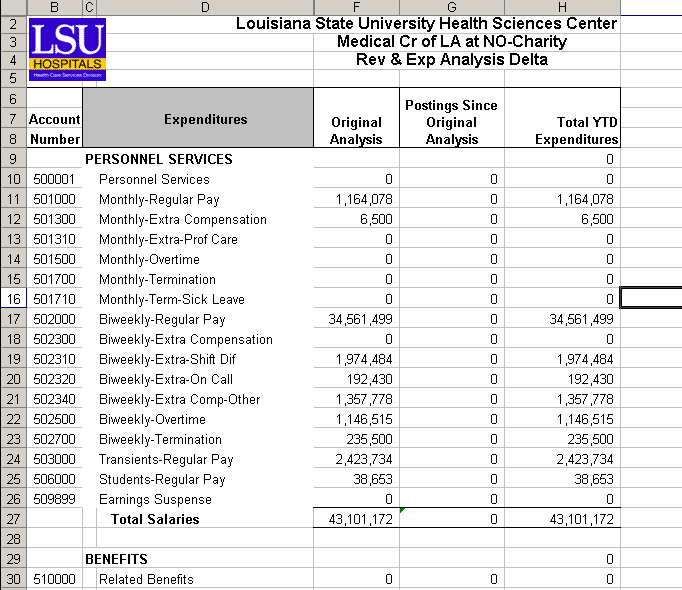 B C D F G H
2 Louisiana State University Health Sciences Center
3 Medical Cr of LA at NO-Charity
4 Rev & Exp Analysis Delta
5
LSU
HOSPITALS
Health Care Services Division
6 Postings Since
7 Account Expenditures Original Original Total YTD
8 Number Analysis Analysis Expenditures
9 PERSONNEL SERVICES 0
10 500001 Personnel Services 0 0 0
11 501000 Monthly-Regular Pay 1,164,078 0 1,164,078
12 501300 Monthly-Extra Compensation 6,500 0 6,500
13 501310 Monthly-Extra-Prof Care 0 0 0
14 501500 Monthly-Overtime 0 0 0
15 501700 Monthly-Termination 0 0 0
16 501710 Monthly-Term-Sick Leave 0 0 0
17 502000 Biweekly-Regular Pay 34,561,499 0 34,561,499
18 502300 Biweekly-Extra Compensation 0 0 0
19 502310 Biweekly-Extra-Shift Dif 1,974,484 0 1,974,484
20 502320 Biweekly-Extra-On Call 192,430 0 192,430
21 502340 Biweekly-Extra Comp-Other 1,357,778 0 1,357,778
22 502500 Biweekly-Overtime 1,146,515 0 1,146,515
23 502700 Biweekly-Termination 235,500 0 235,500
24 503000 Transients-Regular Pay 2,423,734 0 2,423,734
25 506000 Students-Regular Pay 38,653 0 38,653
26 509899 Earnings Suspense 0 0 0
27 Total Salaries 43,101,172 0 43,101,172
28
29 BENEFITS 0
30 510000 Related Benefits 0 0 0